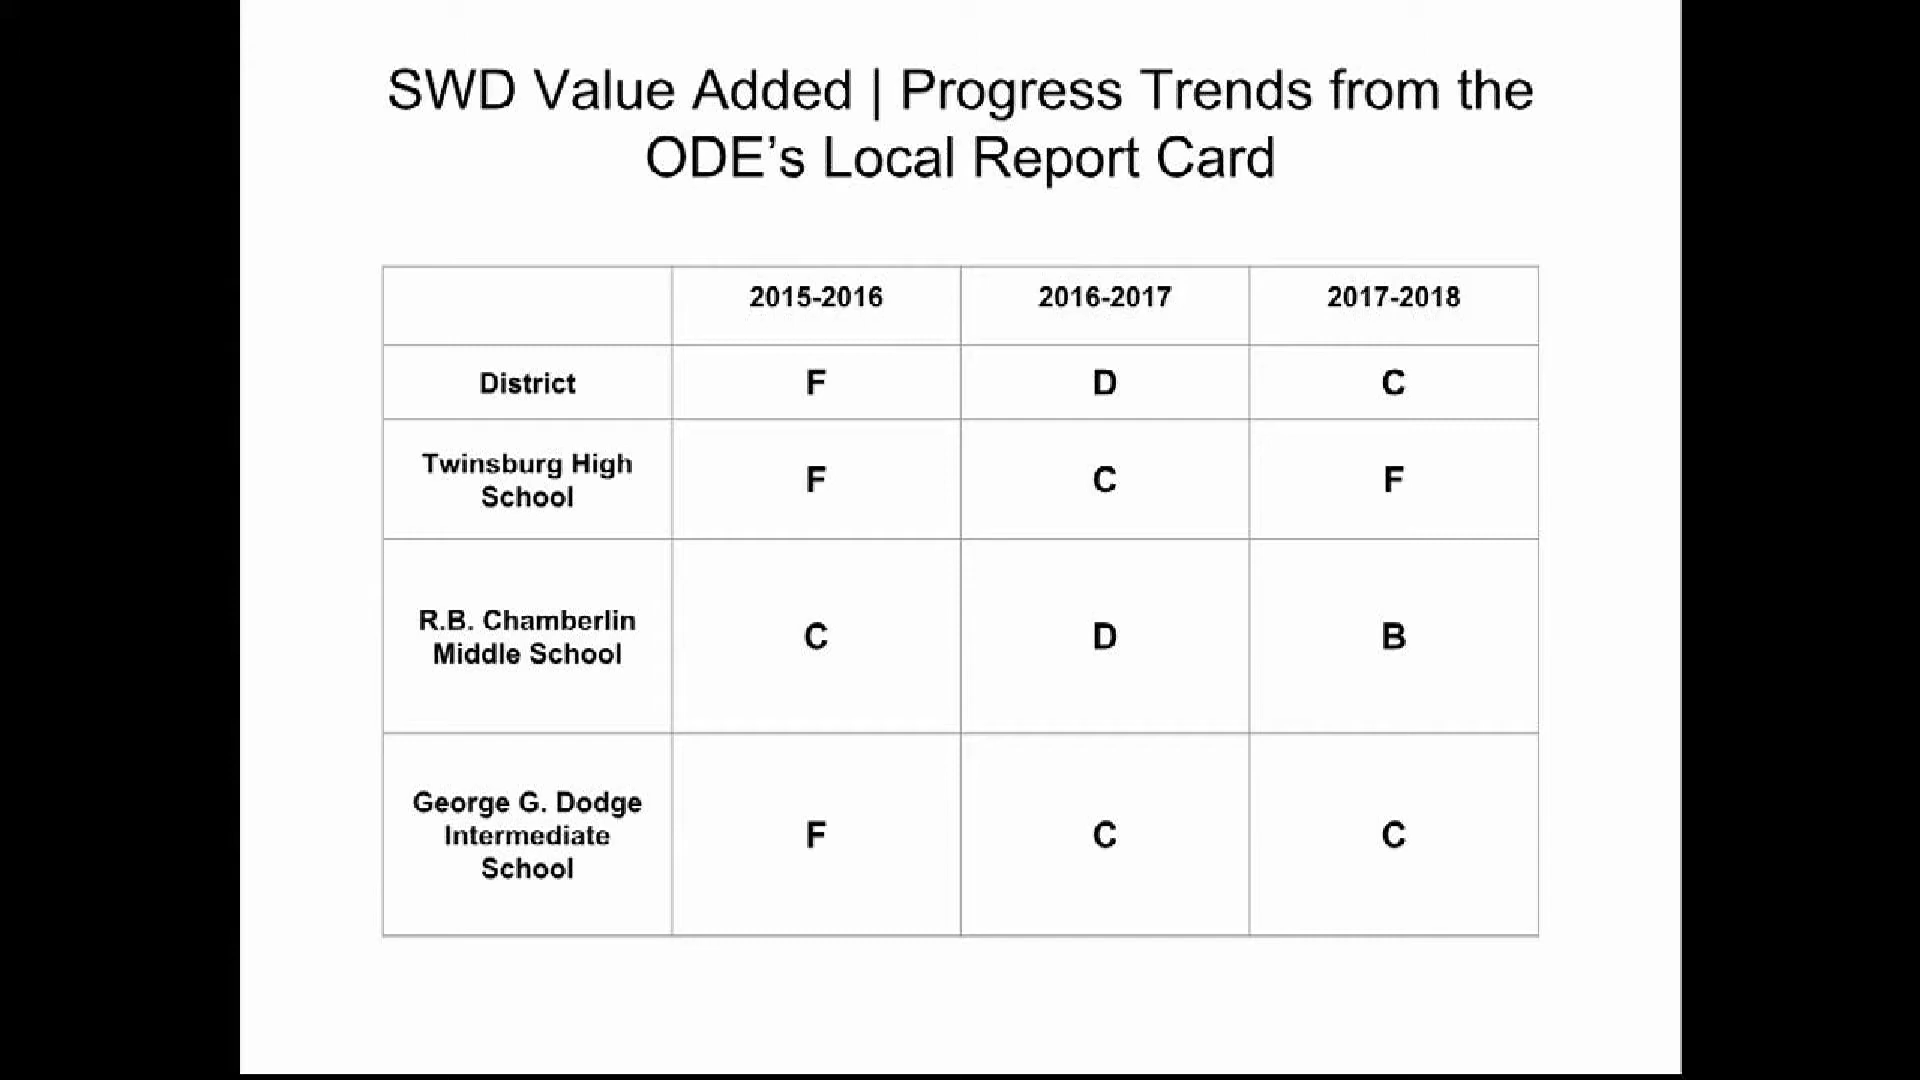 SWD Value Added | Progress Trends from the
ODE's Local Report Card
2015-2016 2016-2017 2017-2018
District F D C
Twinsburg High
School F C F
R.B. Chamberlin
Middle School C D B
George G. Dodge
Intermediate
School F C C